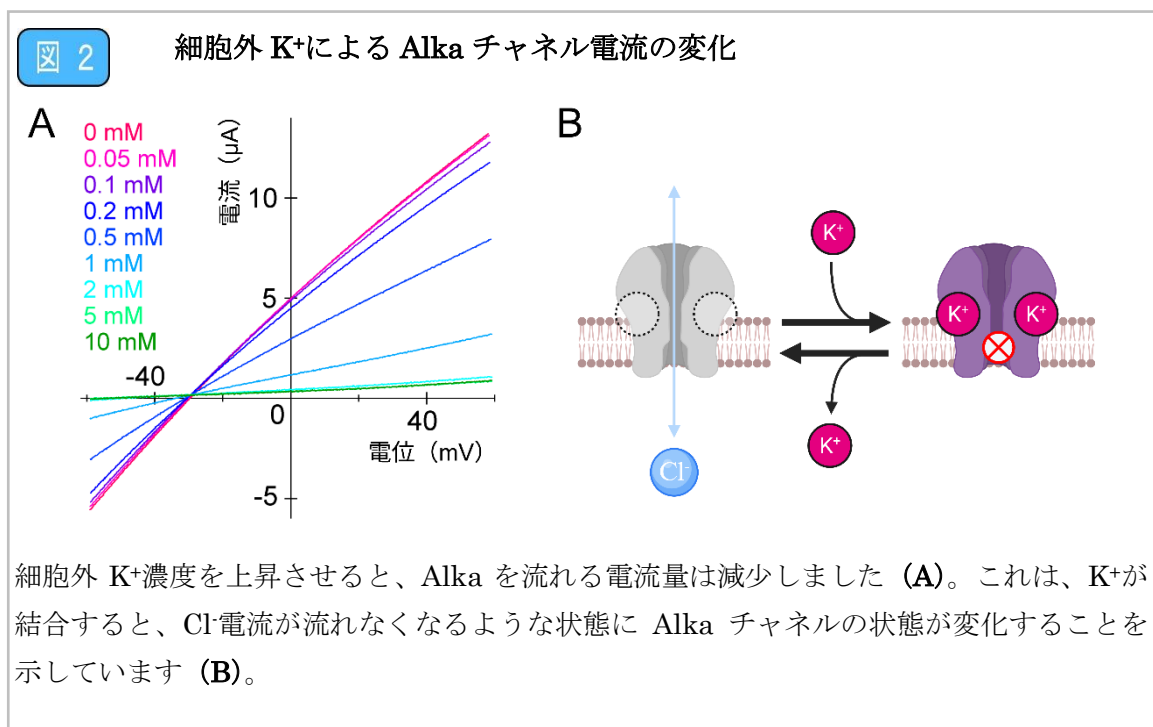 図 2
細胞外 K⁺による Alka チャネル電流の変化
A
0 mM
0.05 mM
0.1 mM
0.2 mM
0.5 mM
1 mM
2 mM
5 mM
10 mM
電流（µA）
10
5
-40
0
40
電位（mV）
-5
B
K⁺
K⁺
K⁺
K⁺
Cl⁻
細胞外 K⁺濃度を上昇させると、Alka を流れる電流量は減少しました (A)。これは、K⁺が
結合すると、Cl⁻電流が流れなくなるような状態に Alka チャネルの状態が変化することを
示しています (B)。